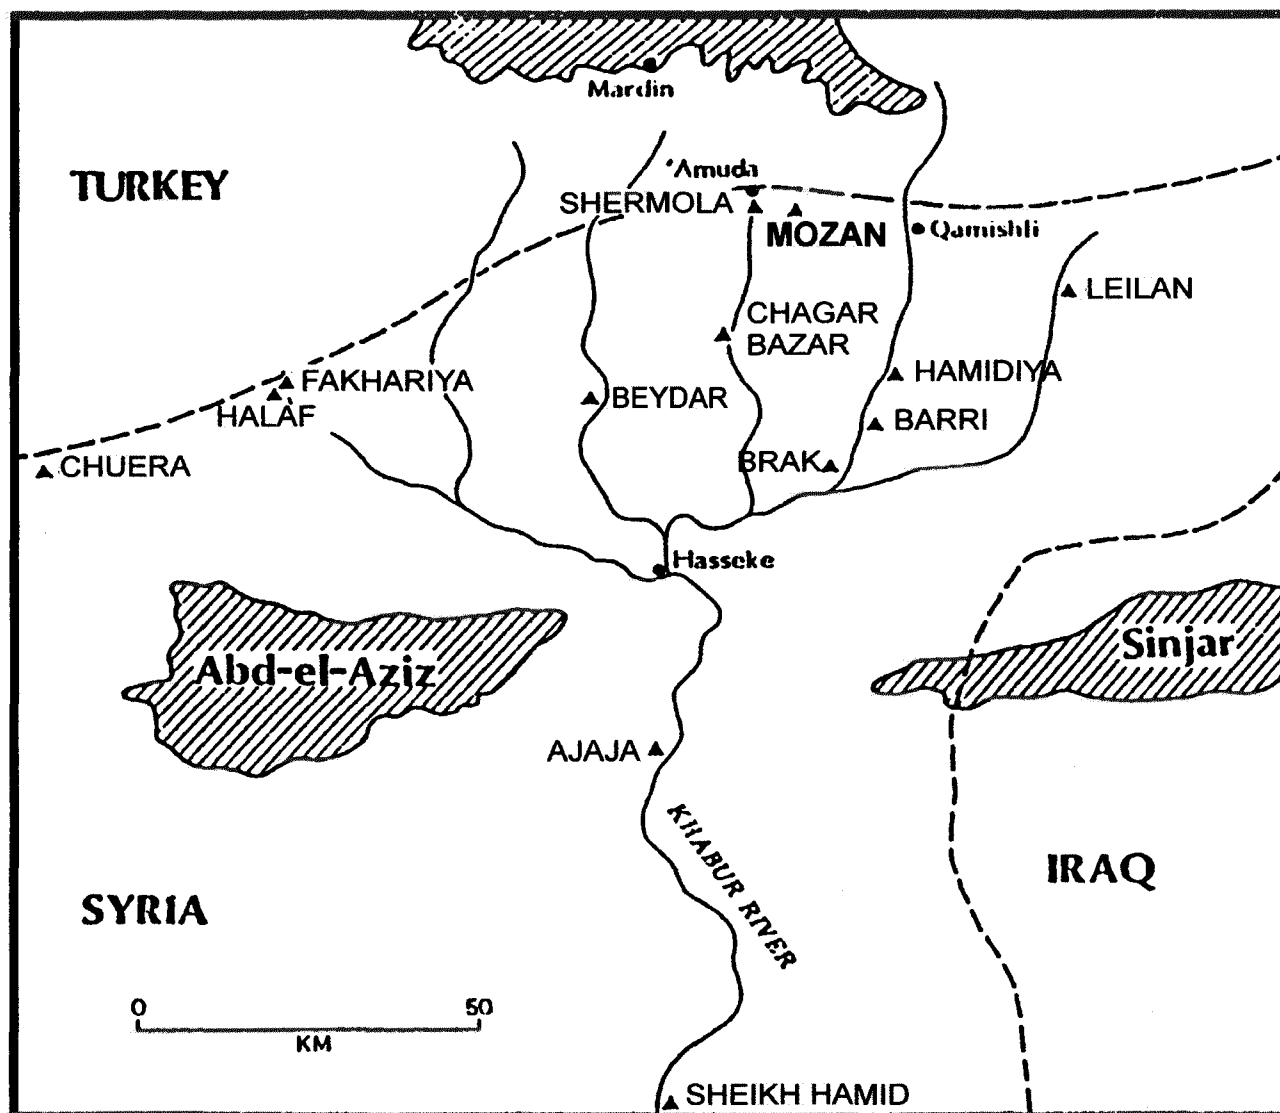 Mardin
TURKEY
'Amuda
SHERMOLA
MOZAN
Qamishli
LEILAN
CHAGAR
BAZAR
FAKHARIYA
HAMIDIYA
HALAF
BEYDAR
BARRI
CHUERA
BRAK
Hasseke
Abd-el-Aziz
Sinjar
AJAJA
KHABUR RIVER
IRAQ
SYRIA
0 50
KM
SHEIKH HAMID